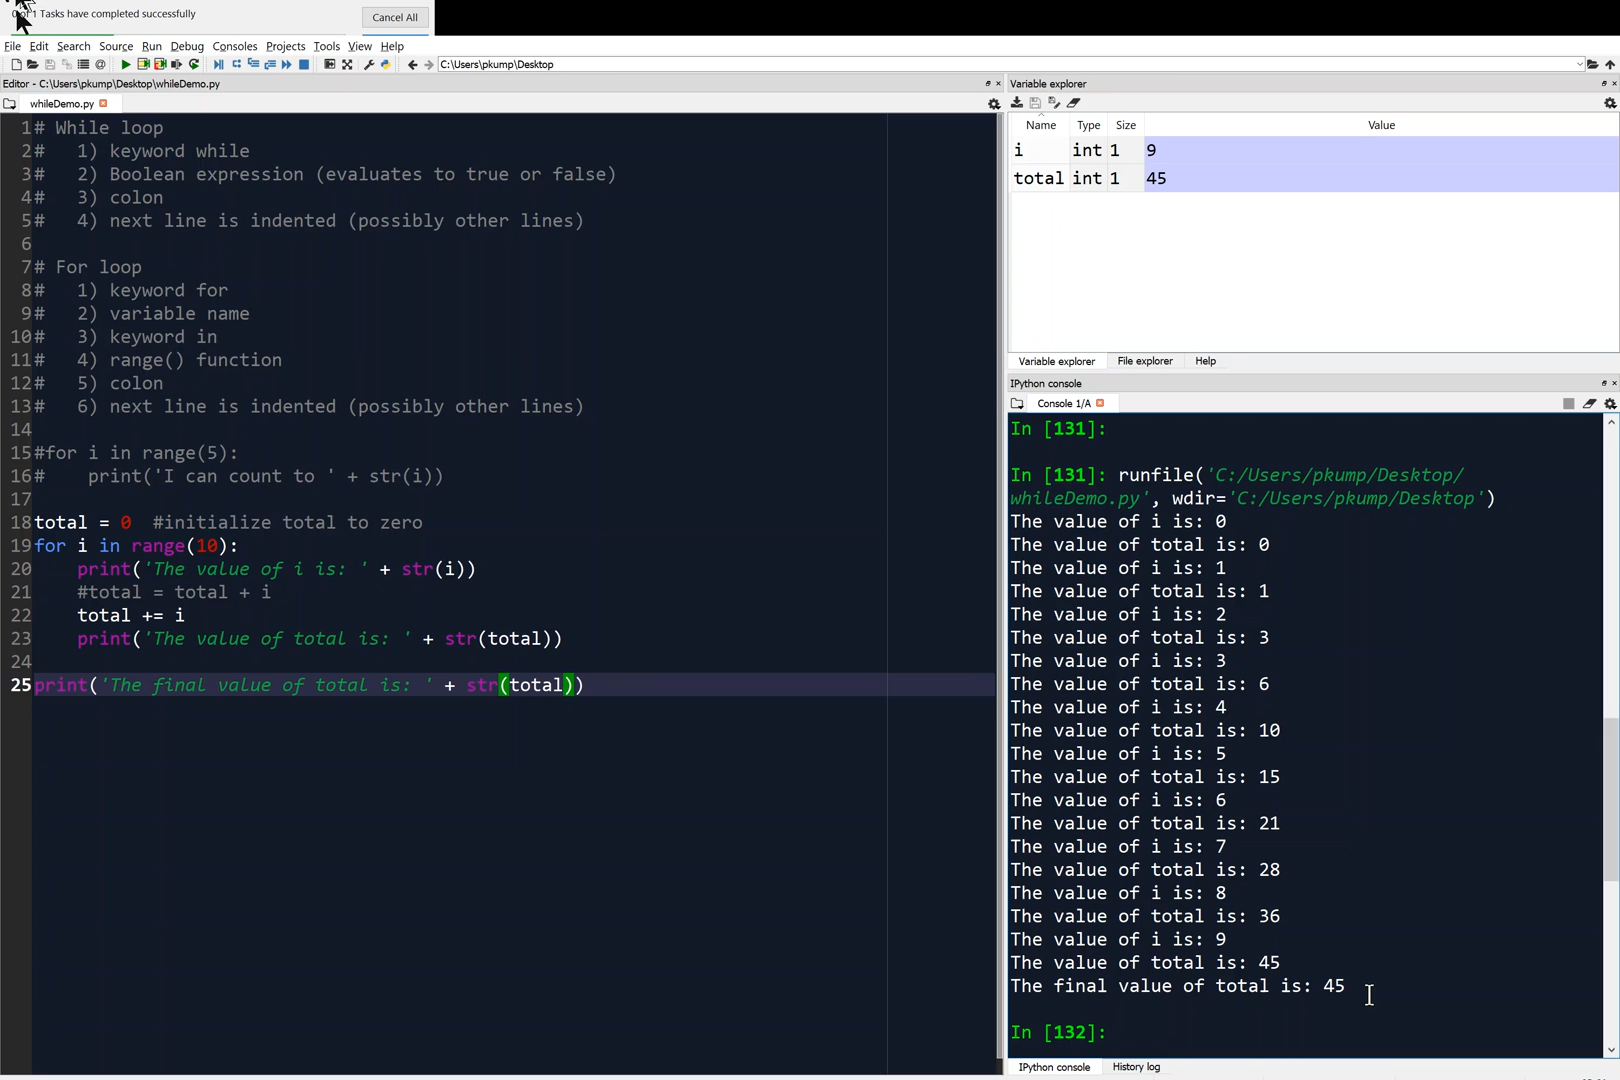 0 of 1 Tasks have completed successfully
Cancel All
File Edit Search Source Run Debug Consoles Projects Tools View Help
C:\Users\pkump\Desktop
Editor - C:\Users\pkump\Desktop\whileDemo.py
whileDemo.py
1# While loop
2#   1) keyword while
3#   2) Boolean expression (evaluates to true or false)
4#   3) colon
5#   4) next line is indented (possibly other lines)
6
7# For loop
8#   1) keyword for
9#   2) variable name
10#   3) keyword in
11#   4) range() function
12#   5) colon
13#   6) next line is indented (possibly other lines)
14
15#for i in range(5):
16#    print('I can count to ' + str(i))
17
18total = 0  #initialize total to zero
19for i in range(10):
20    print('The value of i is: ' + str(i))
21    #total = total + i
22    total += i
23    print('The value of total is: ' + str(total))
24
25print('The final value of total is: ' + str(total))
Variable explorer
Name Type Size Value
i int 1 9
total int 1 45
Variable explorer File explorer Help
IPython console
Console 1/A
In [131]:
In [131]: runfile('C:/Users/pkump/Desktop/
whileDemo.py', wdir='C:/Users/pkump/Desktop')
The value of i is: 0
The value of total is: 0
The value of i is: 1
The value of total is: 1
The value of i is: 2
The value of total is: 3
The value of i is: 3
The value of total is: 6
The value of i is: 4
The value of total is: 10
The value of i is: 5
The value of total is: 15
The value of i is: 6
The value of total is: 21
The value of i is: 7
The value of total is: 28
The value of i is: 8
The value of total is: 36
The value of i is: 9
The value of total is: 45
The final value of total is: 45
In [132]:
IPython console History log